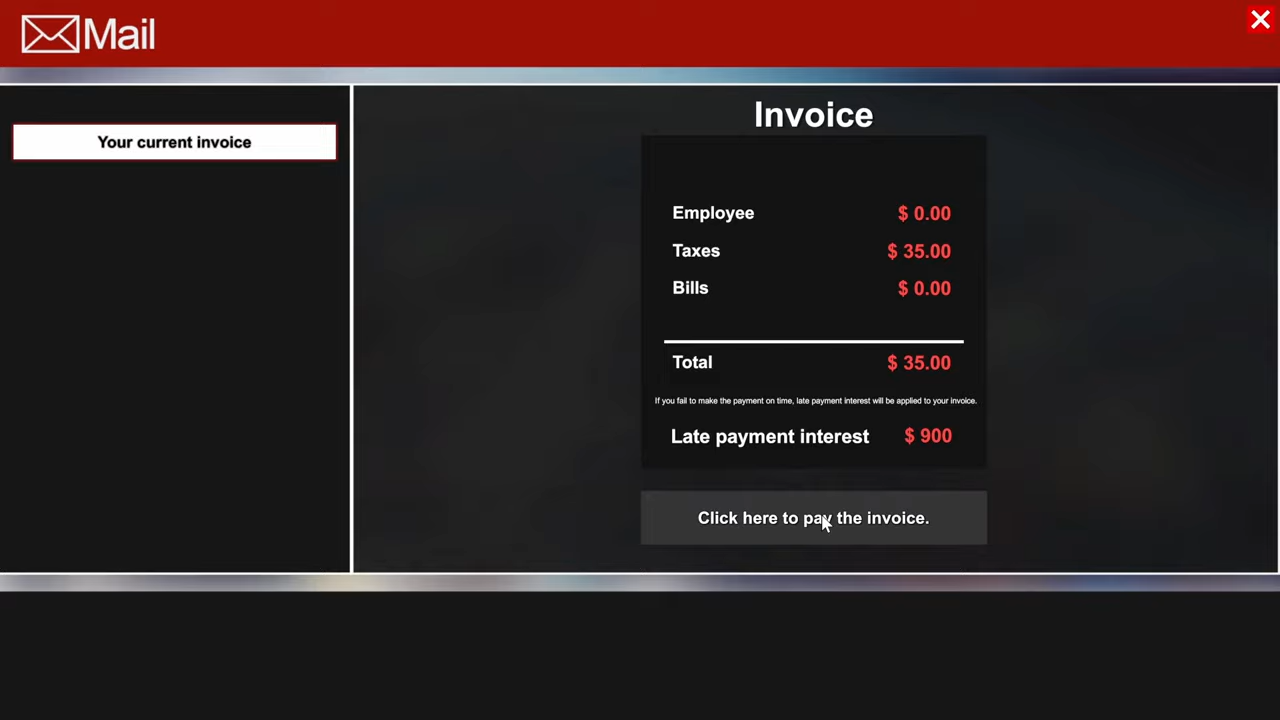 Mail
Your current invoice
Invoice
Employee $ 0.00
Taxes $ 35.00
Bills $ 0.00
Total $ 35.00
If you fail to make the payment on time, late payment interest will be applied to your invoice.
Late payment interest $ 900
Click here to pay the invoice.